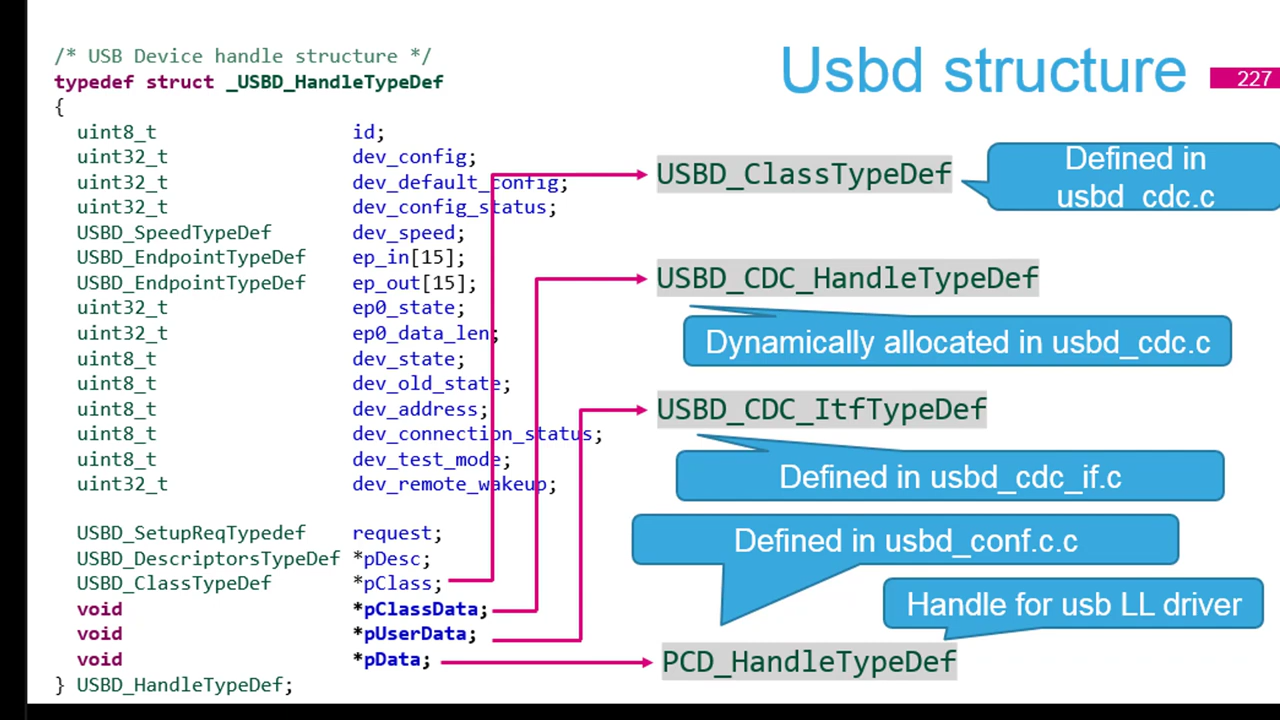 /* USB Device handle structure */
typedef struct _USBD_HandleTypeDef
{
uint8_t id;
uint32_t dev_config;
uint32_t dev_default_config;
uint32_t dev_config_status;
USBD_SpeedTypeDef dev_speed;
USBD_EndpointTypeDef ep_in[15];
USBD_EndpointTypeDef ep_out[15];
uint32_t ep0_state;
uint32_t ep0_data_len;
uint8_t dev_state;
uint8_t dev_old_state;
uint8_t dev_address;
uint8_t dev_connection_status;
uint8_t dev_test_mode;
uint32_t dev_remote_wakeup;
USBD_SetupReqTypedef request;
USBD_DescriptorsTypeDef *pDesc;
USBD_ClassTypeDef *pClass;
void *pClassData;
void *pUserData;
void *pData;
} USBD_HandleTypeDef;
Usbd structure
227
USBD_ClassTypeDef
Defined in
usbd_cdc.c
USBD_CDC_HandleTypeDef
Dynamically allocated in usbd_cdc.c
USBD_CDC_ItfTypeDef
Defined in usbd_cdc_if.c
Defined in usbd_conf.c.c
Handle for usb LL driver
PCD_HandleTypeDef